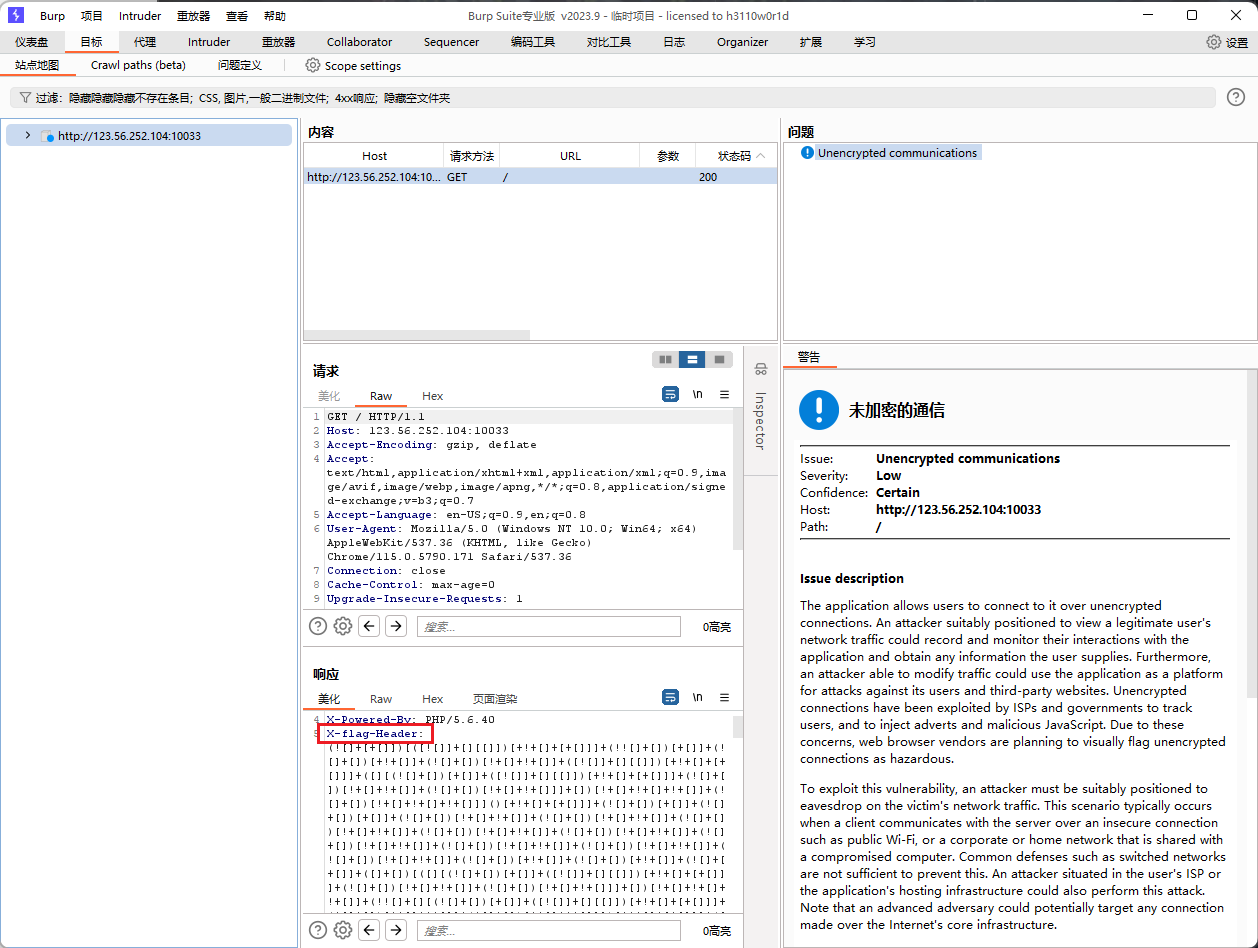 Burp 项目 Intruder 重放器 查看 帮助
Burp Suite专业版 v2023.9 - 临时项目 - licensed to h3110w0r1d
仪表盘 目标 代理 Intruder 重放器 Collaborator Sequencer 编码工具 对比工具 日志 Organizer 扩展 学习 设置
站点地图 Crawl paths (beta) 问题定义 Scope settings
过滤：隐藏隐藏隐藏不存在条目; CSS, 图片,一般二进制文件; 4xx响应; 隐藏空文件夹
http://123.56.252.104:10033
内容
Host 请求方法 URL 参数 状态码
http://123.56.252.104:10... GET / 200
请求
美化 Raw Hex
\n
1 GET / HTTP/1.1
2 Host: 123.56.252.104:10033
3 Accept-Encoding: gzip, deflate
4 Accept:
text/html,application/xhtml+xml,application/xml;q=0.9,ima
ge/avif,image/webp,image/apng,*/*;q=0.8,application/signe
d-exchange;v=b3;q=0.7
5 Accept-Language: en-US;q=0.9,en;q=0.8
6 User-Agent: Mozilla/5.0 (Windows NT 10.0; Win64; x64)
AppleWebKit/537.36 (KHTML, like Gecko)
Chrome/115.0.5790.171 Safari/537.36
7 Connection: close
8 Cache-Control: max-age=0
9 Upgrade-Insecure-Requests: 1
搜索...
0高亮
Inspector
响应
美化 Raw Hex 页面渲染
\n
4 X-Powered-By: PHP/5.6.40
5 X-flag-Header:
搜索...
0高亮
问题
Unencrypted communications
警告
未加密的通信
Issue: Unencrypted communications
Severity: Low
Confidence: Certain
Host: http://123.56.252.104:10033
Path: /
Issue description
The application allows users to connect to it over unencrypted
connections. An attacker suitably positioned to view a legitimate user's
network traffic could record and monitor their interactions with the
application and obtain any information the user supplies. Furthermore,
an attacker able to modify traffic could use the application as a platform
for attacks against its users and third-party websites. Unencrypted
connections have been exploited by ISPs and governments to track
users, and to inject adverts and malicious JavaScript. Due to these
concerns, web browser vendors are planning to visually flag unencrypted
connections as hazardous.
To exploit this vulnerability, an attacker must be suitably positioned to
eavesdrop on the victim's network traffic. This scenario typically occurs
when a client communicates with the server over an insecure connection
such as public Wi-Fi, or a corporate or home network that is shared with
a compromised computer. Common defenses such as switched networks
are not sufficient to prevent this. An attacker situated in the user's ISP or
the application's hosting infrastructure could also perform this attack.
Note that an advanced adversary could potentially target any connection
made over the Internet's core infrastructure.